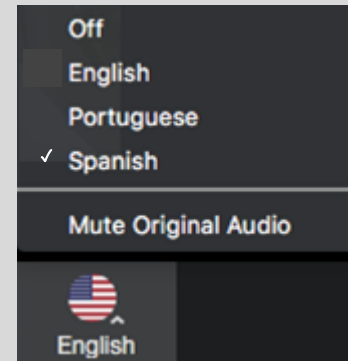 Off
English
Portuguese
Spanish
Mute Original Audio
English